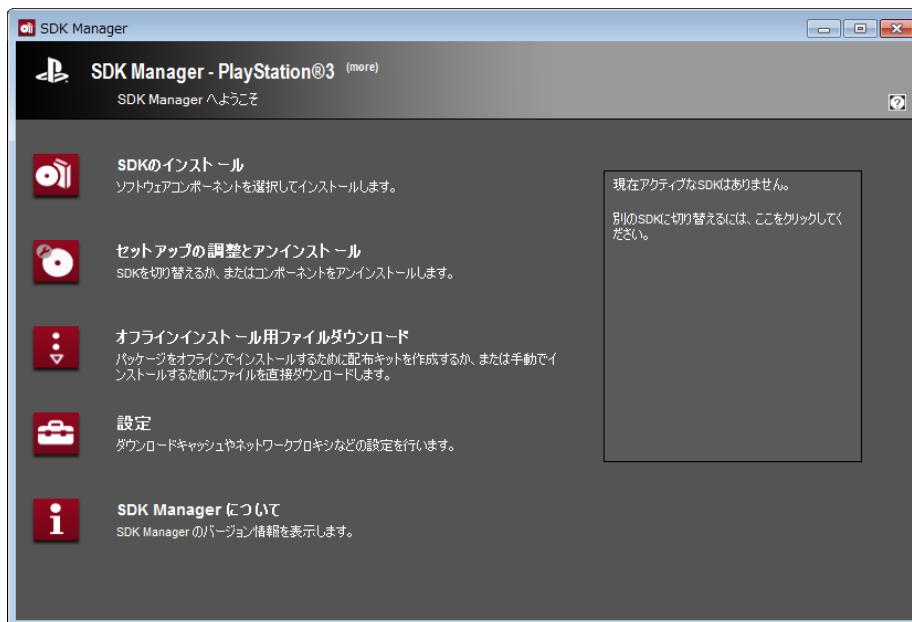 SDK Manager
SDK Manager - PlayStation®3 (more)
SDK Manager へようこそ
SDKのインストール
ソフトウェアコンポーネントを選択してインストールします。
現在アクティブなSDKはありません。
別のSDKに切り替えるには、ここをクリックしてく
ださい。
セットアップの調整とアンインストール
SDKを切り替えるか、またはコンポーネントをアンインストールします。
オフラインインストール用ファイルダウンロード
パッケージをオフラインでインストールするために配布キットを作成するか、または手動でイ
ンストールするためにファイルを直接ダウンロードします。
設定
ダウンロードキャッシュやネットワークプロキシなどの設定を行います。
SDK Manager について
SDK Manager のバージョン情報を表示します。